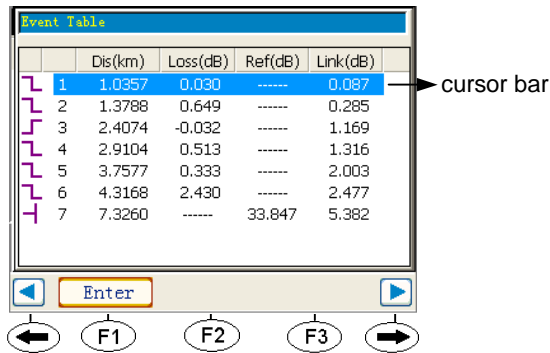 Event Table
Dis(km) Loss(dB) Ref(dB) Link(dB)
1 1.0357 0.030 ------ 0.087
cursor bar
2 1.3788 0.649 ------ 0.285
3 2.4074 -0.032 ------ 1.169
4 2.9104 0.513 ------ 1.316
5 3.7577 0.333 ------ 2.003
6 4.3168 2.430 ------ 2.477
7 7.3260 ------ 33.847 5.382
Enter
F1 F2 F3